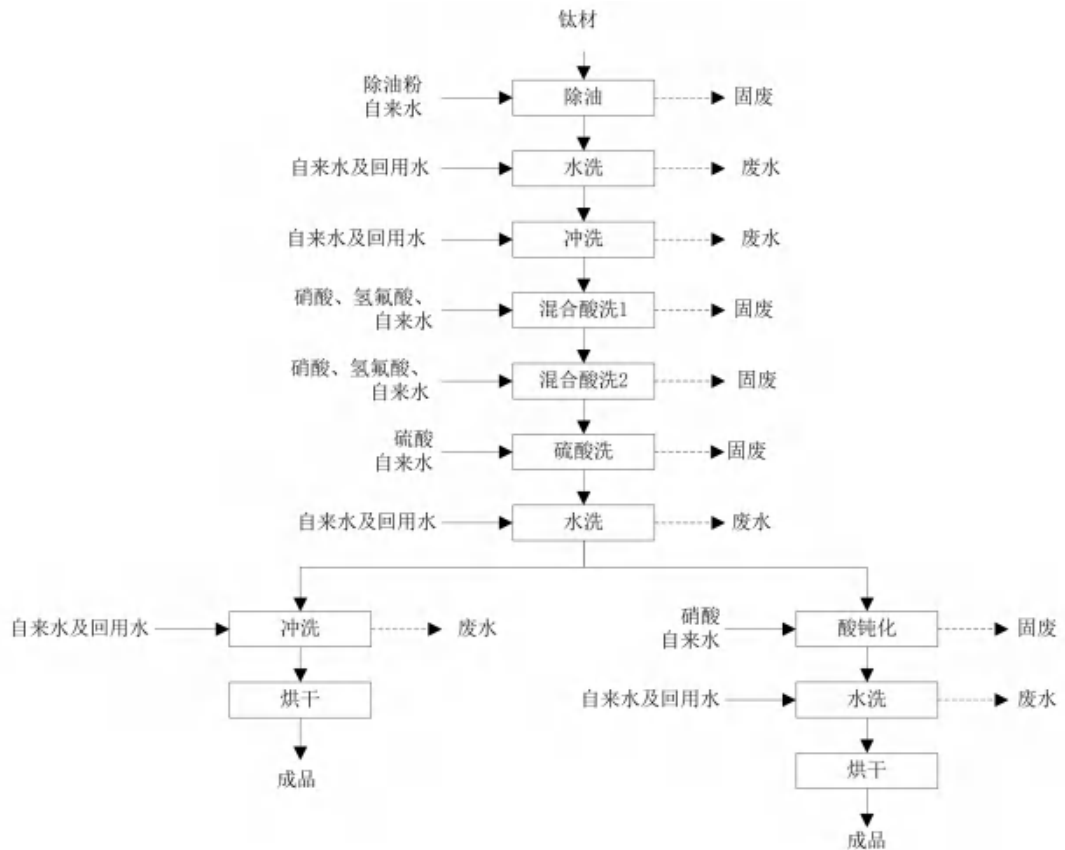 钛材
除油粉
自来水
除油
固废
自来水及回用水
水洗
废水
自来水及回用水
冲洗
废水
硝酸、氢氟酸、
自来水
混合酸洗1
固废
硝酸、氢氟酸、
自来水
混合酸洗2
固废
硫酸
自来水
硫酸洗
固废
自来水及回用水
水洗
废水
自来水及回用水
冲洗
废水
烘干
成品
硝酸
自来水
酸钝化
固废
自来水及回用水
水洗
废水
烘干
成品